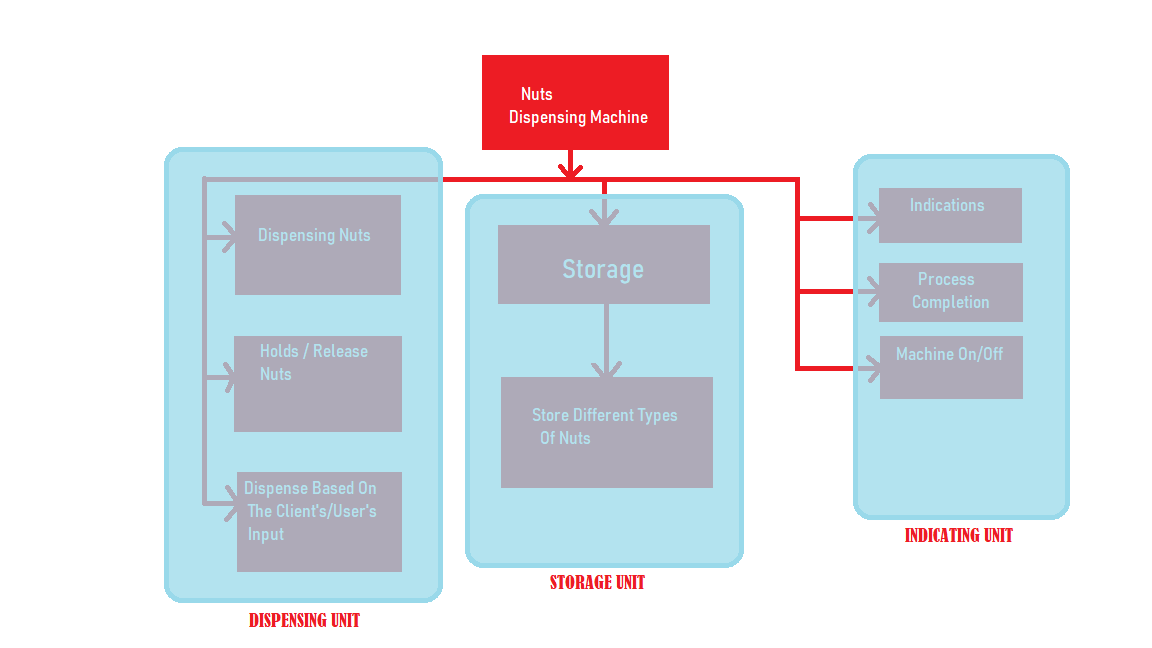 Nuts
Dispensing Machine
Dispensing Nuts
Holds / Release
Nuts
Dispense Based On
The Client's/User's
Input
DISPENSING UNIT
Storage
Store Different Types
Of Nuts
STORAGE UNIT
Indications
Process
Completion
Machine On/Off
INDICATING UNIT